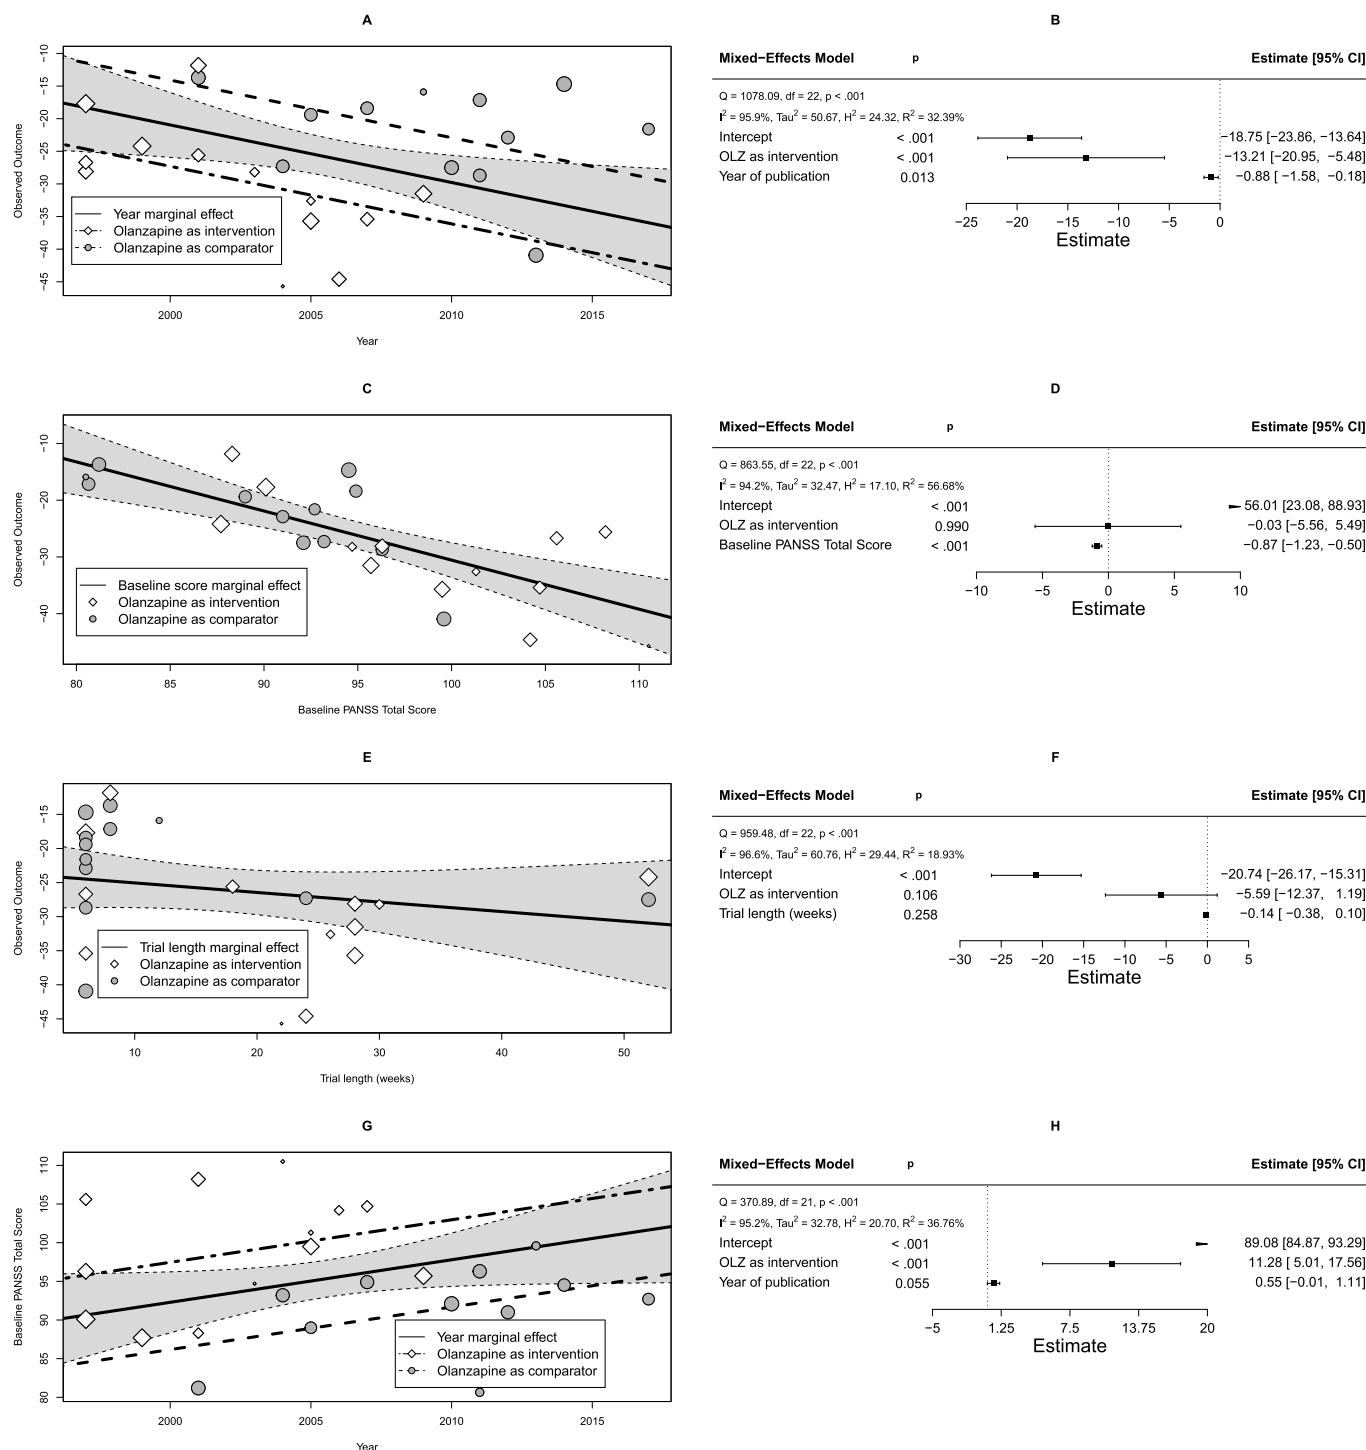 A
Observed Outcome
−10
−15
−20
−25
−30
−35
−40
−45
Year marginal effect
Olanzapine as intervention
Olanzapine as comparator
2000
2005
2010
2015
Year
B
Mixed−Effects Model p Estimate [95% CI]
Q = 1078.09, df = 22, p < .001
I² = 95.9%, Tau² = 50.67, H² = 24.32, R² = 32.39%
Intercept < .001 −18.75 [−23.86, −13.64]
OLZ as intervention < .001 −13.21 [−20.95, −5.48]
Year of publication 0.013 −0.88 [ −1.58, −0.18]
−25 −20 −15 −10 −5 0
Estimate
C
Observed Outcome
−10
−20
−30
−40
Baseline score marginal effect
Olanzapine as intervention
Olanzapine as comparator
80 85 90 95 100 105 110
Baseline PANSS Total Score
D
Mixed−Effects Model p Estimate [95% CI]
Q = 863.55, df = 22, p < .001
I² = 94.2%, Tau² = 32.47, H² = 17.10, R² = 56.68%
Intercept < .001 56.01 [23.08, 88.93]
OLZ as intervention 0.990 −0.03 [−5.56, 5.49]
Baseline PANSS Total Score < .001 −0.87 [−1.23, −0.50]
−10 −5 0 5 10
Estimate
E
Observed Outcome
−15
−20
−25
−30
−35
−40
−45
Trial length marginal effect
Olanzapine as intervention
Olanzapine as comparator
10 20 30 40 50
Trial length (weeks)
F
Mixed−Effects Model p Estimate [95% CI]
Q = 959.48, df = 22, p < .001
I² = 96.6%, Tau² = 60.76, H² = 29.44, R² = 18.93%
Intercept < .001 −20.74 [−26.17, −15.31]
OLZ as intervention 0.106 −5.59 [−12.37, 1.19]
Trial length (weeks) 0.258 −0.14 [ −0.38, 0.10]
−30 −25 −20 −15 −10 −5 0 5
Estimate
G
Baseline PANSS Total Score
110
105
100
95
90
85
80
Year marginal effect
Olanzapine as intervention
Olanzapine as comparator
2000 2005 2010 2015
Year
H
Mixed−Effects Model p Estimate [95% CI]
Q = 370.89, df = 21, p < .001
I² = 95.2%, Tau² = 32.78, H² = 20.70, R² = 36.76%
Intercept < .001 89.08 [84.87, 93.29]
OLZ as intervention < .001 11.28 [ 5.01, 17.56]
Year of publication 0.055 0.55 [−0.01, 1.11]
−5 1.25 7.5 13.75 20
Estimate